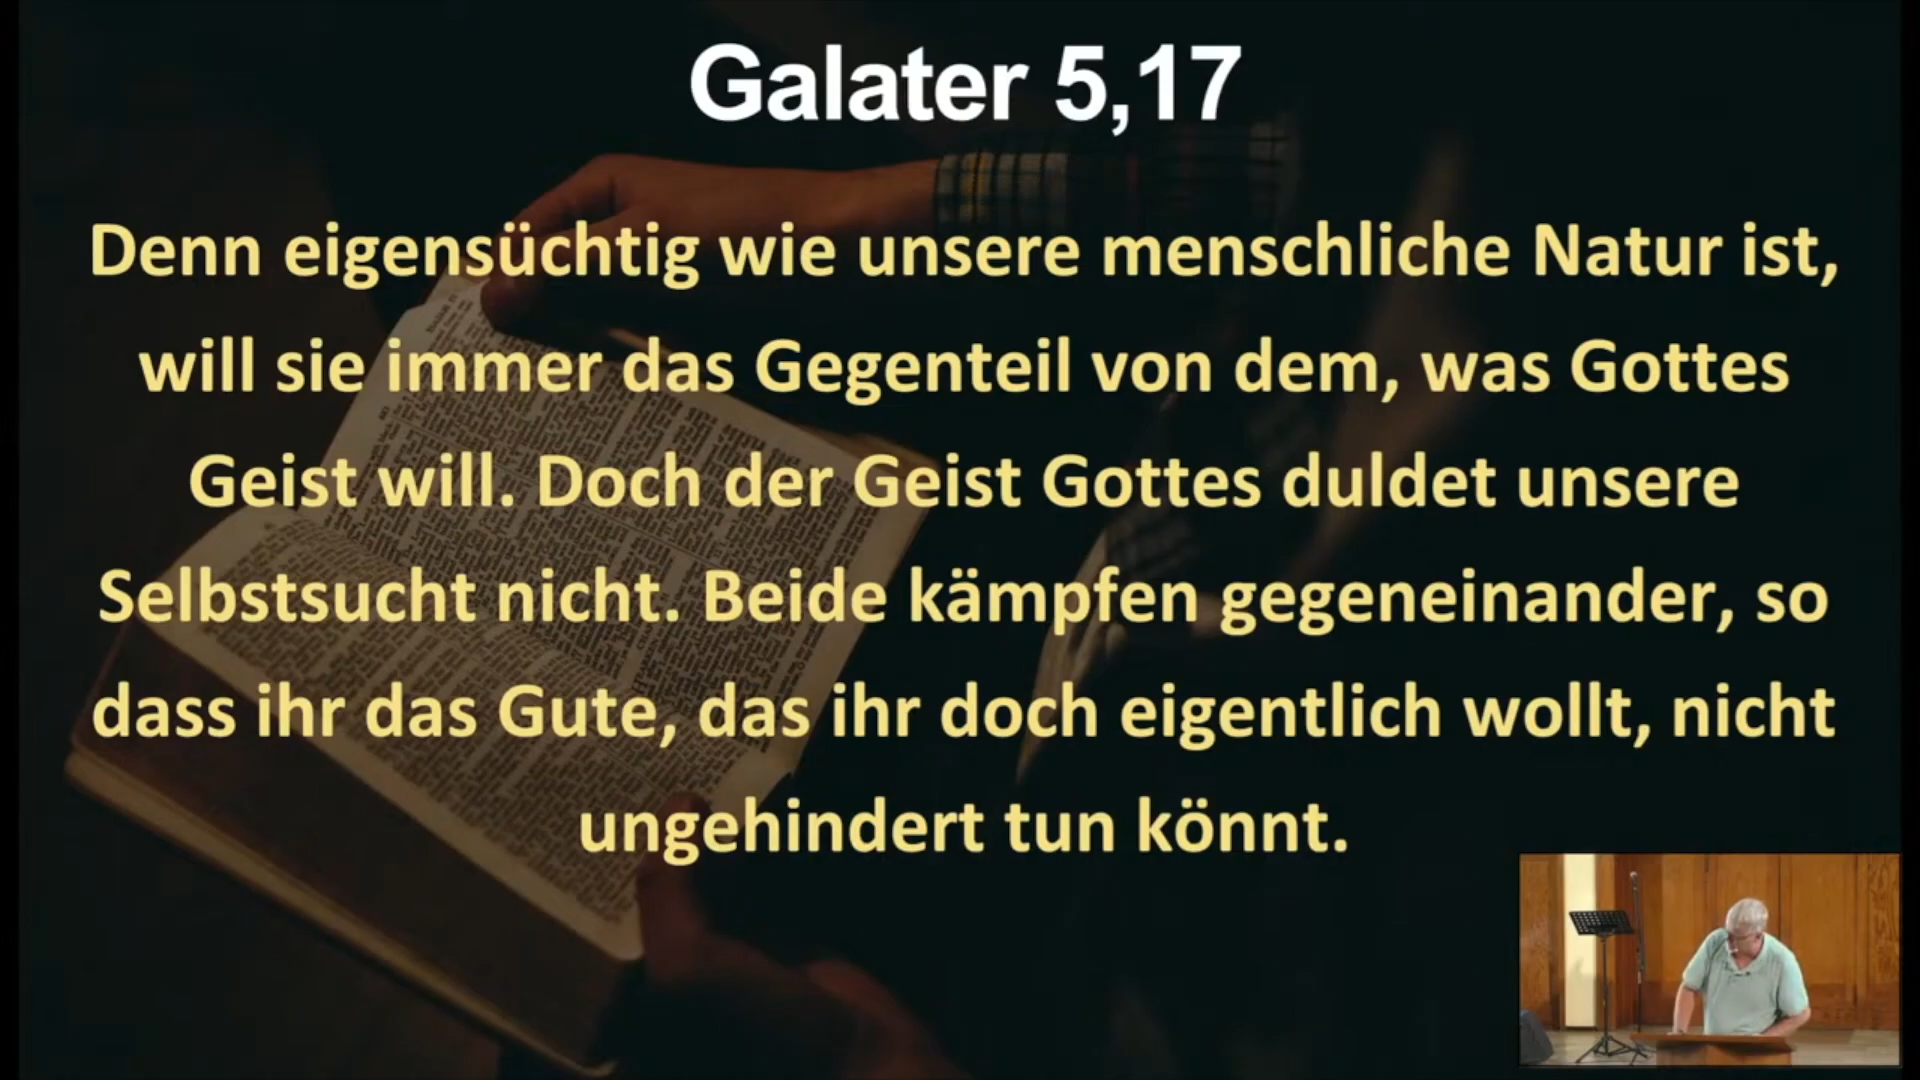 Galater 5,17
Denn eigensüchtig wie unsere menschliche Natur ist,
will sie immer das Gegenteil von dem, was Gottes
Geist will. Doch der Geist Gottes duldet unsere
Selbstsucht nicht. Beide kämpfen gegeneinander, so
dass ihr das Gute, das ihr doch eigentlich wollt, nicht
ungehindert tun könnt.